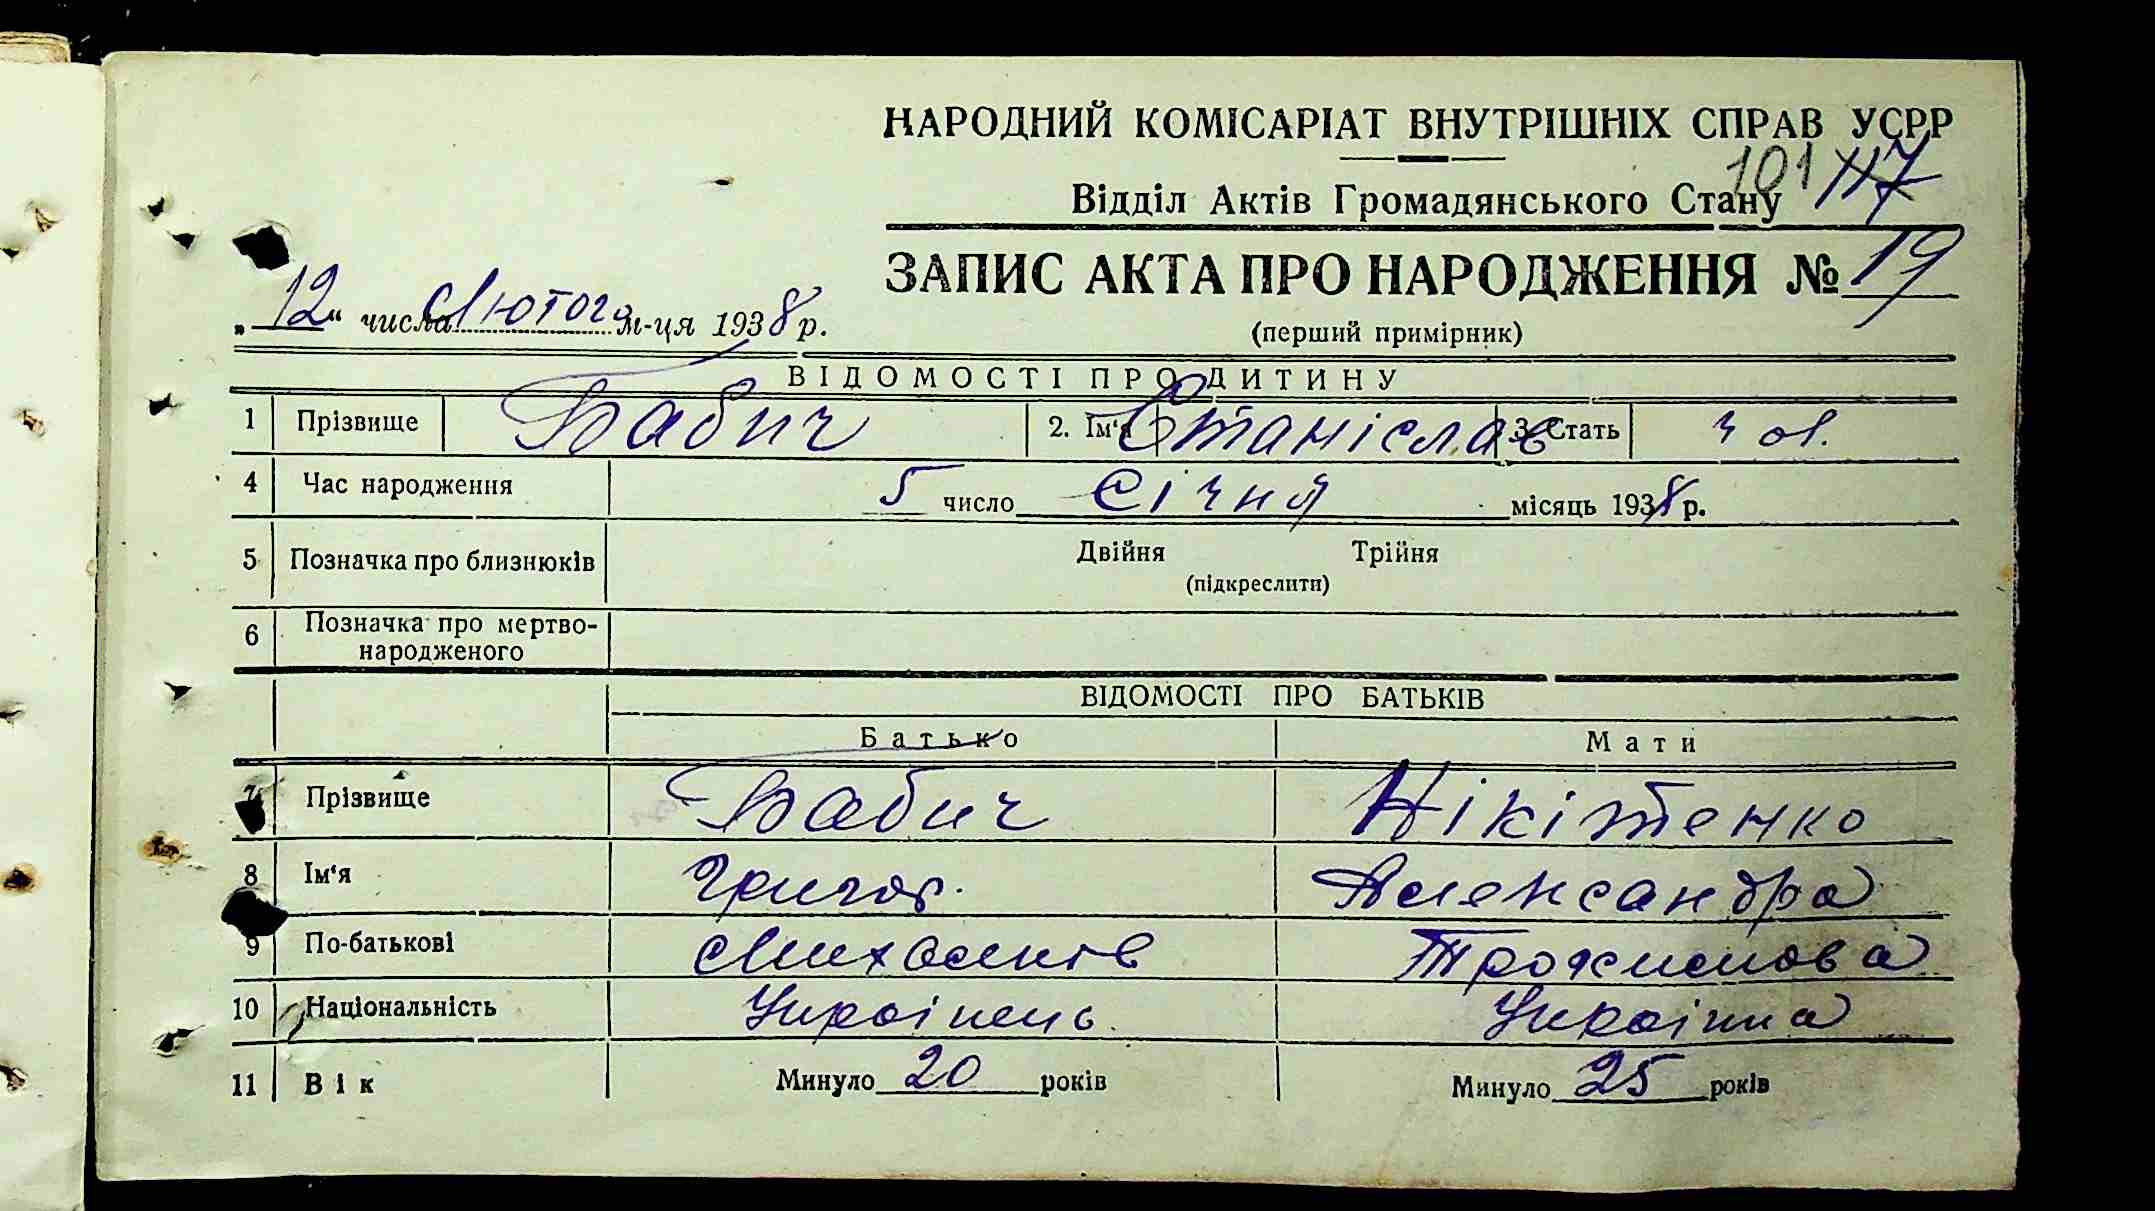 НАРОДНИЙ КОМІСАРІАТ ВНУТРІШНІХ СПРАВ УСРР
101 117
Відділ Актів Громадянського Стану
ЗАПИС АКТА ПРО НАРОДЖЕННЯ № 19
„12“ числа Лютого м-ця 1938 р.
(перший примірник)
ВІДОМОСТІ ПРО ДИТИНУ
1 Прізвище Бабич 2. Ім‘я Станіслав 3. Стать чол.
4 Час народження 5 число Січня місяць 1938 р.
5 Позначка про близнюків Двійня Трійня
(підкреслити)
6 Позначка про мертво-
народженого
ВІДОМОСТІ ПРО БАТЬКІВ
Батько Мати
7 Прізвище Бабич Нікітенко
8 Ім‘я Григор. Александра
9 По-батькові Михайлов
10 Національність Українець Українка
11 Вік Минуло 20 років Минуло 25 років